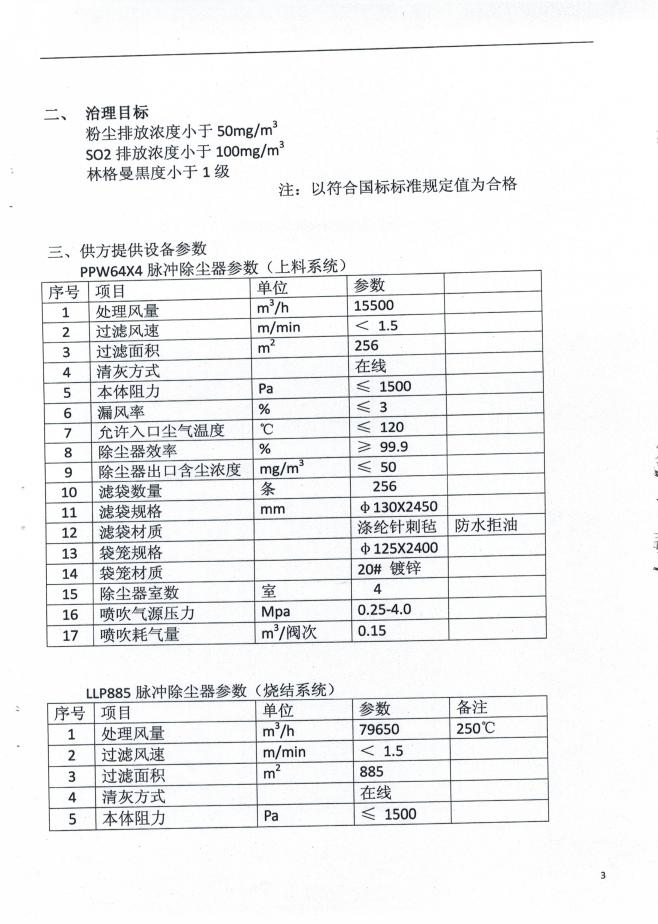 二、 治理目标
粉尘排放浓度小于 50mg/m³
SO2 排放浓度小于 100mg/m³
林格曼黑度小于 1 级
注：以符合国标标准规定值为合格
三、供方提供设备参数
PPW64X4 脉冲除尘器参数（上料系统）
序号 项目 单位 参数
1 处理风量 m³/h 15500
2 过滤风速 m/min ＜ 1.5
3 过滤面积 m² 256
4 清灰方式 在线
5 本体阻力 Pa ≤ 1500
6 漏风率 % ≤ 3
7 允许入口尘气温度 ℃ ≤ 120
8 除尘器效率 % ≥ 99.9
9 除尘器出口含尘浓度 mg/m³ ≤ 50
10 滤袋数量 条 256
11 滤袋规格 mm φ130X2450
12 滤袋材质 涤纶针刺毡 防水拒油
13 袋笼规格 φ125X2400
14 袋笼材质 20# 镀锌
15 除尘器室数 室 4
16 喷吹气源压力 Mpa 0.25-4.0
17 喷吹耗气量 m³/阀次 0.15
LLP885 脉冲除尘器参数（烧结系统）
序号 项目 单位 参数 备注
1 处理风量 m³/h 79650 250℃
2 过滤风速 m/min ＜ 1.5
3 过滤面积 m² 885
4 清灰方式 在线
5 本体阻力 Pa ≤ 1500
3